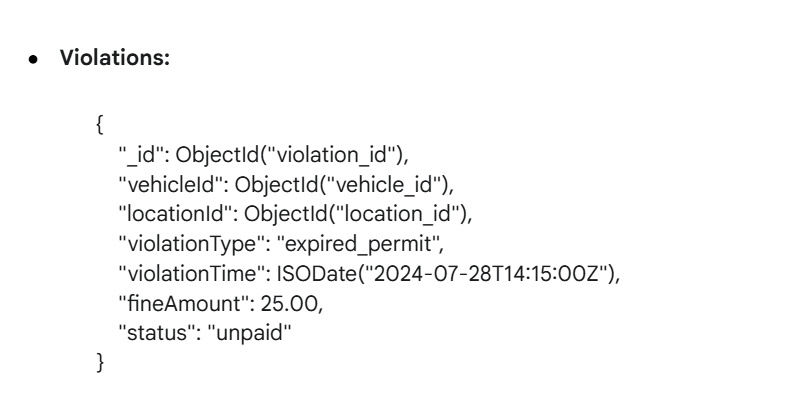 • Violations:
{
"_id": ObjectId("violation_id"),
"vehicleId": ObjectId("vehicle_id"),
"locationId": ObjectId("location_id"),
"violationType": "expired_permit",
"violationTime": ISODate("2024-07-28T14:15:00Z"),
"fineAmount": 25.00,
"status": "unpaid"
}